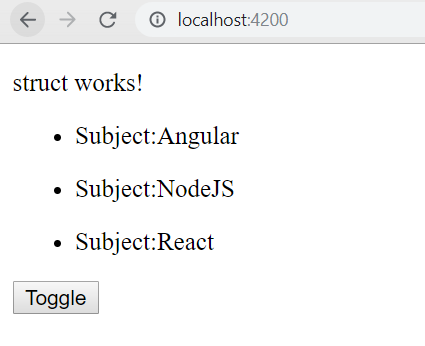 localhost:4200
struct works!
• Subject:Angular
• Subject:NodeJS
• Subject:React
Toggle